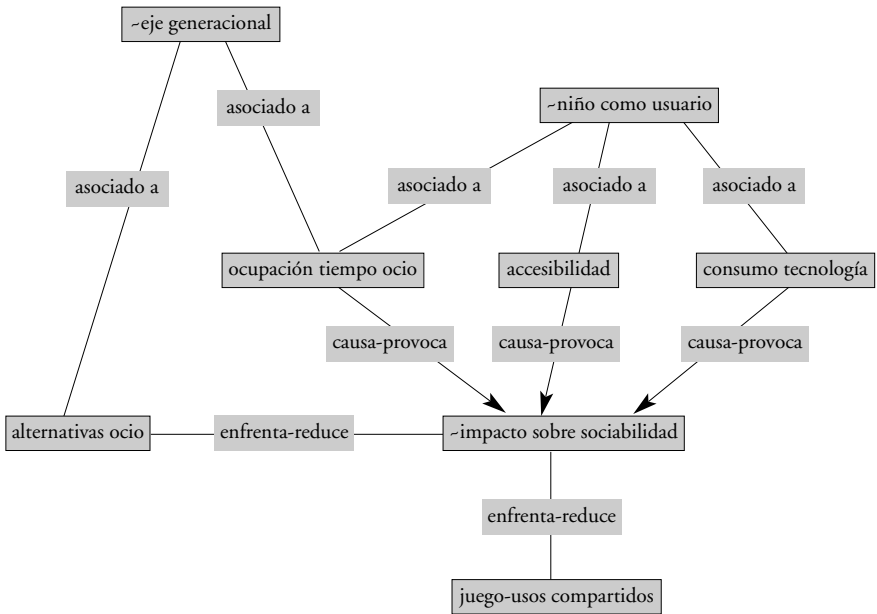 ~eje generacional
asociado a
~niño como usuario
asociado a
asociado a
asociado a
asociado a
ocupación tiempo ocio
accesibilidad
consumo tecnología
causa-provoca
causa-provoca
causa-provoca
alternativas ocio
enfrenta-reduce
~impacto sobre sociabilidad
enfrenta-reduce
juego-usos compartidos